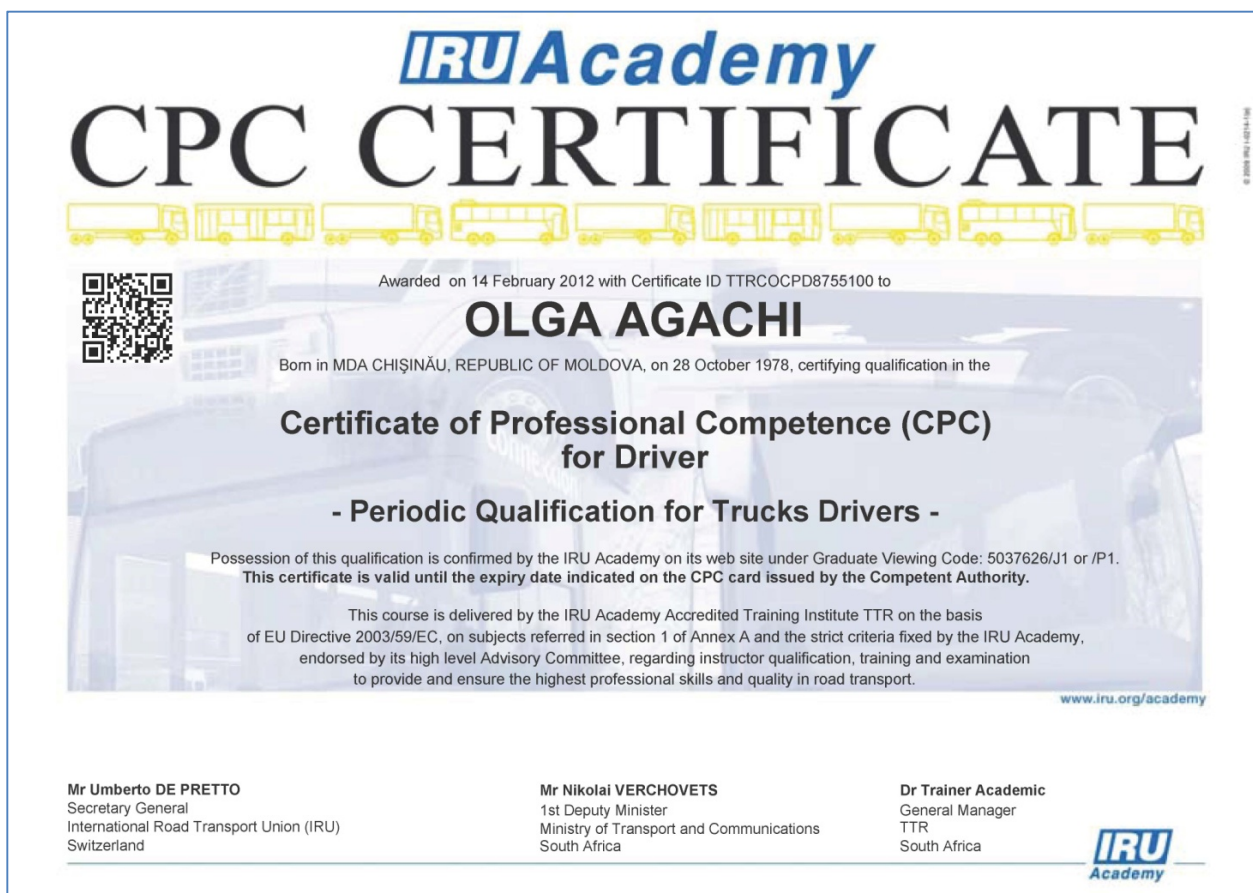 IRU Academy
CPC CERTIFICATE
Awarded on 14 February 2012 with Certificate ID TTRCOCPD8755100 to
OLGA AGACHI
Born in MDA CHIŞINĂU, REPUBLIC OF MOLDOVA, on 28 October 1978, certifying qualification in the
Certificate of Professional Competence (CPC)
for Driver
- Periodic Qualification for Trucks Drivers -
Possession of this qualification is confirmed by the IRU Academy on its web site under Graduate Viewing Code: 5037626/J1 or /P1.
This certificate is valid until the expiry date indicated on the CPC card issued by the Competent Authority.
This course is delivered by the IRU Academy Accredited Training Institute TTR on the basis
of EU Directive 2003/59/EC, on subjects referred in section 1 of Annex A and the strict criteria fixed by the IRU Academy,
endorsed by its high level Advisory Committee, regarding instructor qualification, training and examination
to provide and ensure the highest professional skills and quality in road transport.
www.iru.org/academy
Mr Umberto DE PRETTO
Secretary General
International Road Transport Union (IRU)
Switzerland
Mr Nikolai VERCHOVETS
1st Deputy Minister
Ministry of Transport and Communications
South Africa
Dr Trainer Academic
General Manager
TTR
South Africa
IRU
Academy